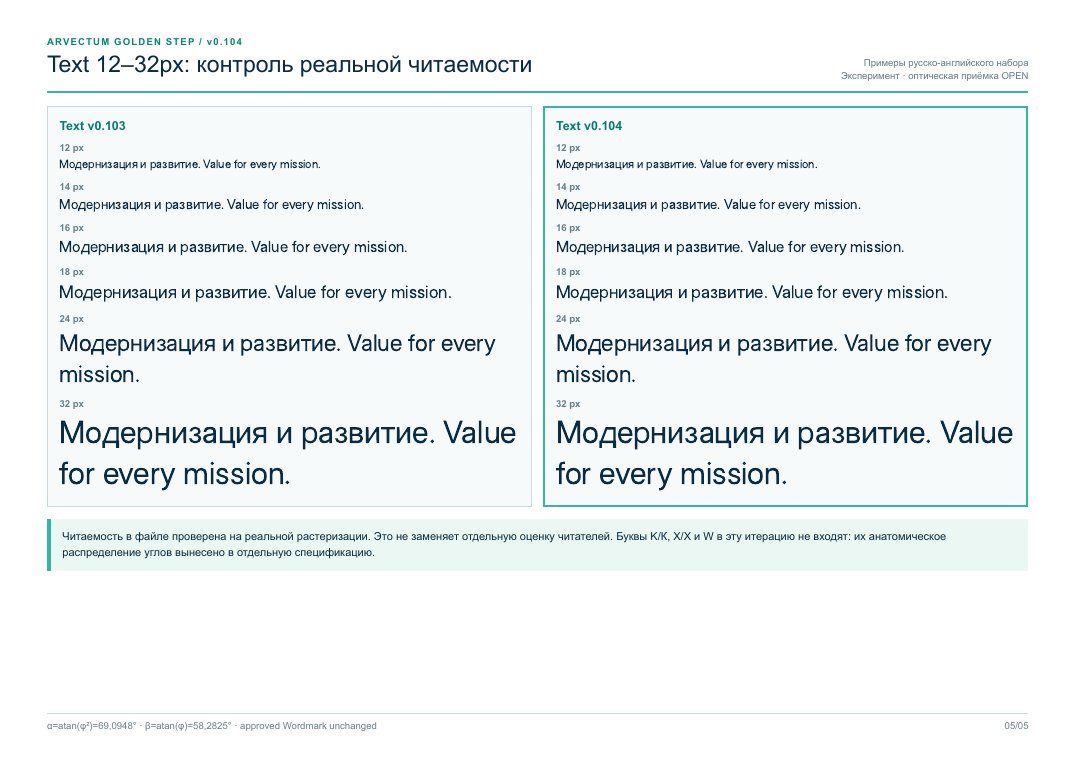 ARVECTUM GOLDEN STEP / v0.104
Text 12–32px: контроль реальной читаемости
Примеры русско-английского набора
Эксперимент · оптическая приёмка OPEN
Text v0.103
12 px
Модернизация и развитие. Value for every mission.
14 px
Модернизация и развитие. Value for every mission.
16 px
Модернизация и развитие. Value for every mission.
18 px
Модернизация и развитие. Value for every mission.
24 px
Модернизация и развитие. Value for every
mission.
32 px
Модернизация и развитие. Value
for every mission.
Text v0.104
12 px
Модернизация и развитие. Value for every mission.
14 px
Модернизация и развитие. Value for every mission.
16 px
Модернизация и развитие. Value for every mission.
18 px
Модернизация и развитие. Value for every mission.
24 px
Модернизация и развитие. Value for every
mission.
32 px
Модернизация и развитие. Value
for every mission.
Читаемость в файле проверена на реальной растеризации. Это не заменяет отдельную оценку читателей. Буквы K/К, X/Х и W в эту итерацию не входят: их анатомическое
распределение углов вынесено в отдельную спецификацию.
α=atan(φ²)=69,0948° · β=atan(φ)=58,2825° · approved Wordmark unchanged
05/05